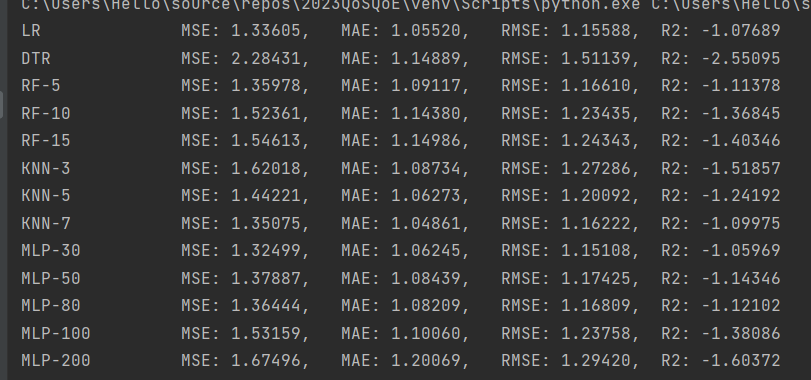 C:\Users\Hello\source\repos\2023QoSQoE\venv\Scripts\python.exe C:\Users\Hello\s
LR MSE: 1.33605, MAE: 1.05520, RMSE: 1.15588, R2: -1.07689
DTR MSE: 2.28431, MAE: 1.14889, RMSE: 1.51139, R2: -2.55095
RF-5 MSE: 1.35978, MAE: 1.09117, RMSE: 1.16610, R2: -1.11378
RF-10 MSE: 1.52361, MAE: 1.14380, RMSE: 1.23435, R2: -1.36845
RF-15 MSE: 1.54613, MAE: 1.14986, RMSE: 1.24343, R2: -1.40346
KNN-3 MSE: 1.62018, MAE: 1.08734, RMSE: 1.27286, R2: -1.51857
KNN-5 MSE: 1.44221, MAE: 1.06273, RMSE: 1.20092, R2: -1.24192
KNN-7 MSE: 1.35075, MAE: 1.04861, RMSE: 1.16222, R2: -1.09975
MLP-30 MSE: 1.32499, MAE: 1.06245, RMSE: 1.15108, R2: -1.05969
MLP-50 MSE: 1.37887, MAE: 1.08439, RMSE: 1.17425, R2: -1.14346
MLP-80 MSE: 1.36444, MAE: 1.08209, RMSE: 1.16809, R2: -1.12102
MLP-100 MSE: 1.53159, MAE: 1.10060, RMSE: 1.23758, R2: -1.38086
MLP-200 MSE: 1.67496, MAE: 1.20069, RMSE: 1.29420, R2: -1.60372